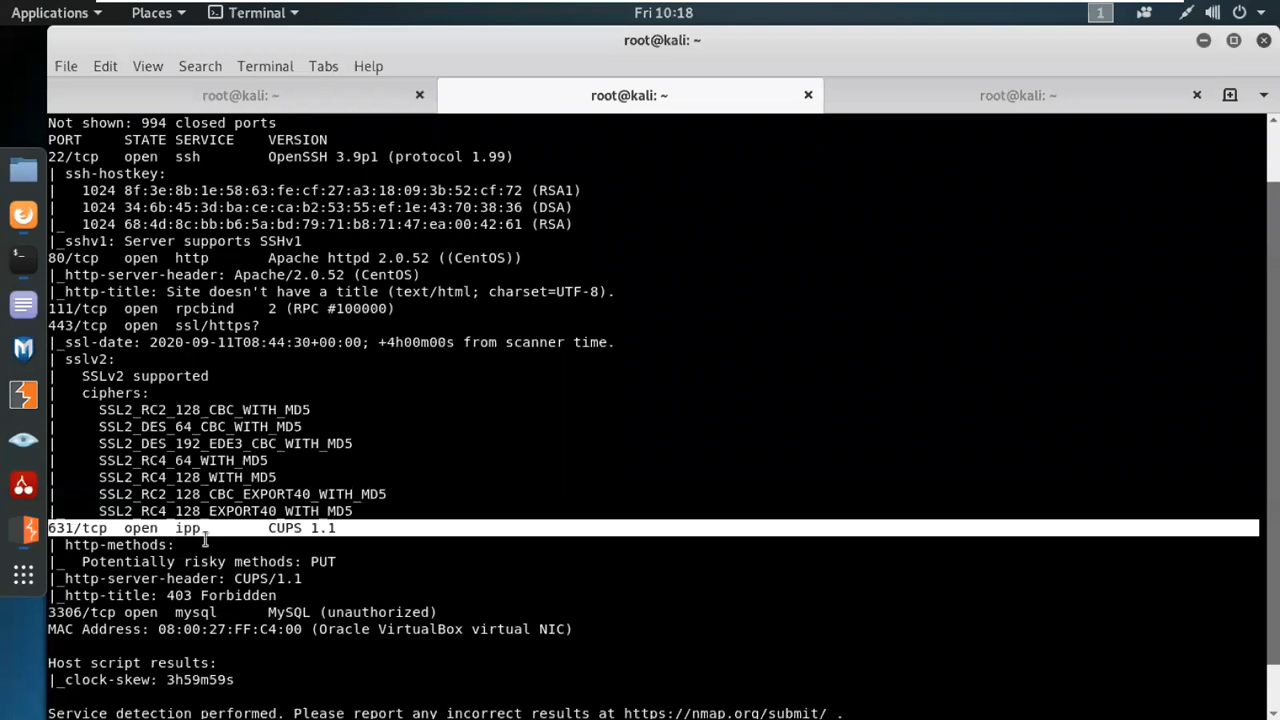 Applications Places Terminal Fri 10:18 1
root@kali: ~
File Edit View Search Terminal Tabs Help
root@kali: ~ root@kali: ~ root@kali: ~
Not shown: 994 closed ports
PORT STATE SERVICE VERSION
22/tcp open ssh OpenSSH 3.9p1 (protocol 1.99)
| ssh-hostkey:
| 1024 8f:3e:8b:1e:58:63:fe:cf:27:a3:18:09:3b:52:cf:72 (RSA1)
| 1024 34:6b:45:3d:ba:ce:ca:b2:53:55:ef:1e:43:70:38:36 (DSA)
|_ 1024 68:4d:8c:bb:b6:5a:bd:79:71:b8:71:47:ea:00:42:61 (RSA)
|_sshv1: Server supports SSHv1
80/tcp open http Apache httpd 2.0.52 ((CentOS))
|_http-server-header: Apache/2.0.52 (CentOS)
|_http-title: Site doesn't have a title (text/html; charset=UTF-8).
111/tcp open rpcbind 2 (RPC #100000)
443/tcp open ssl/https?
|_ssl-date: 2020-09-11T08:44:30+00:00; +4h00m00s from scanner time.
| sslv2:
| SSLv2 supported
| ciphers:
| SSL2_RC2_128_CBC_WITH_MD5
| SSL2_DES_64_CBC_WITH_MD5
| SSL2_DES_192_EDE3_CBC_WITH_MD5
| SSL2_RC4_64_WITH_MD5
| SSL2_RC4_128_WITH_MD5
| SSL2_RC2_128_CBC_EXPORT40_WITH_MD5
|_ SSL2_RC4_128_EXPORT40_WITH_MD5
631/tcp open ipp CUPS 1.1
| http-methods:
|_ Potentially risky methods: PUT
|_http-server-header: CUPS/1.1
|_http-title: 403 Forbidden
3306/tcp open mysql MySQL (unauthorized)
MAC Address: 08:00:27:FF:C4:00 (Oracle VirtualBox virtual NIC)
Host script results:
|_clock-skew: 3h59m59s
Service detection performed. Please report any incorrect results at https://nmap.org/submit/ .